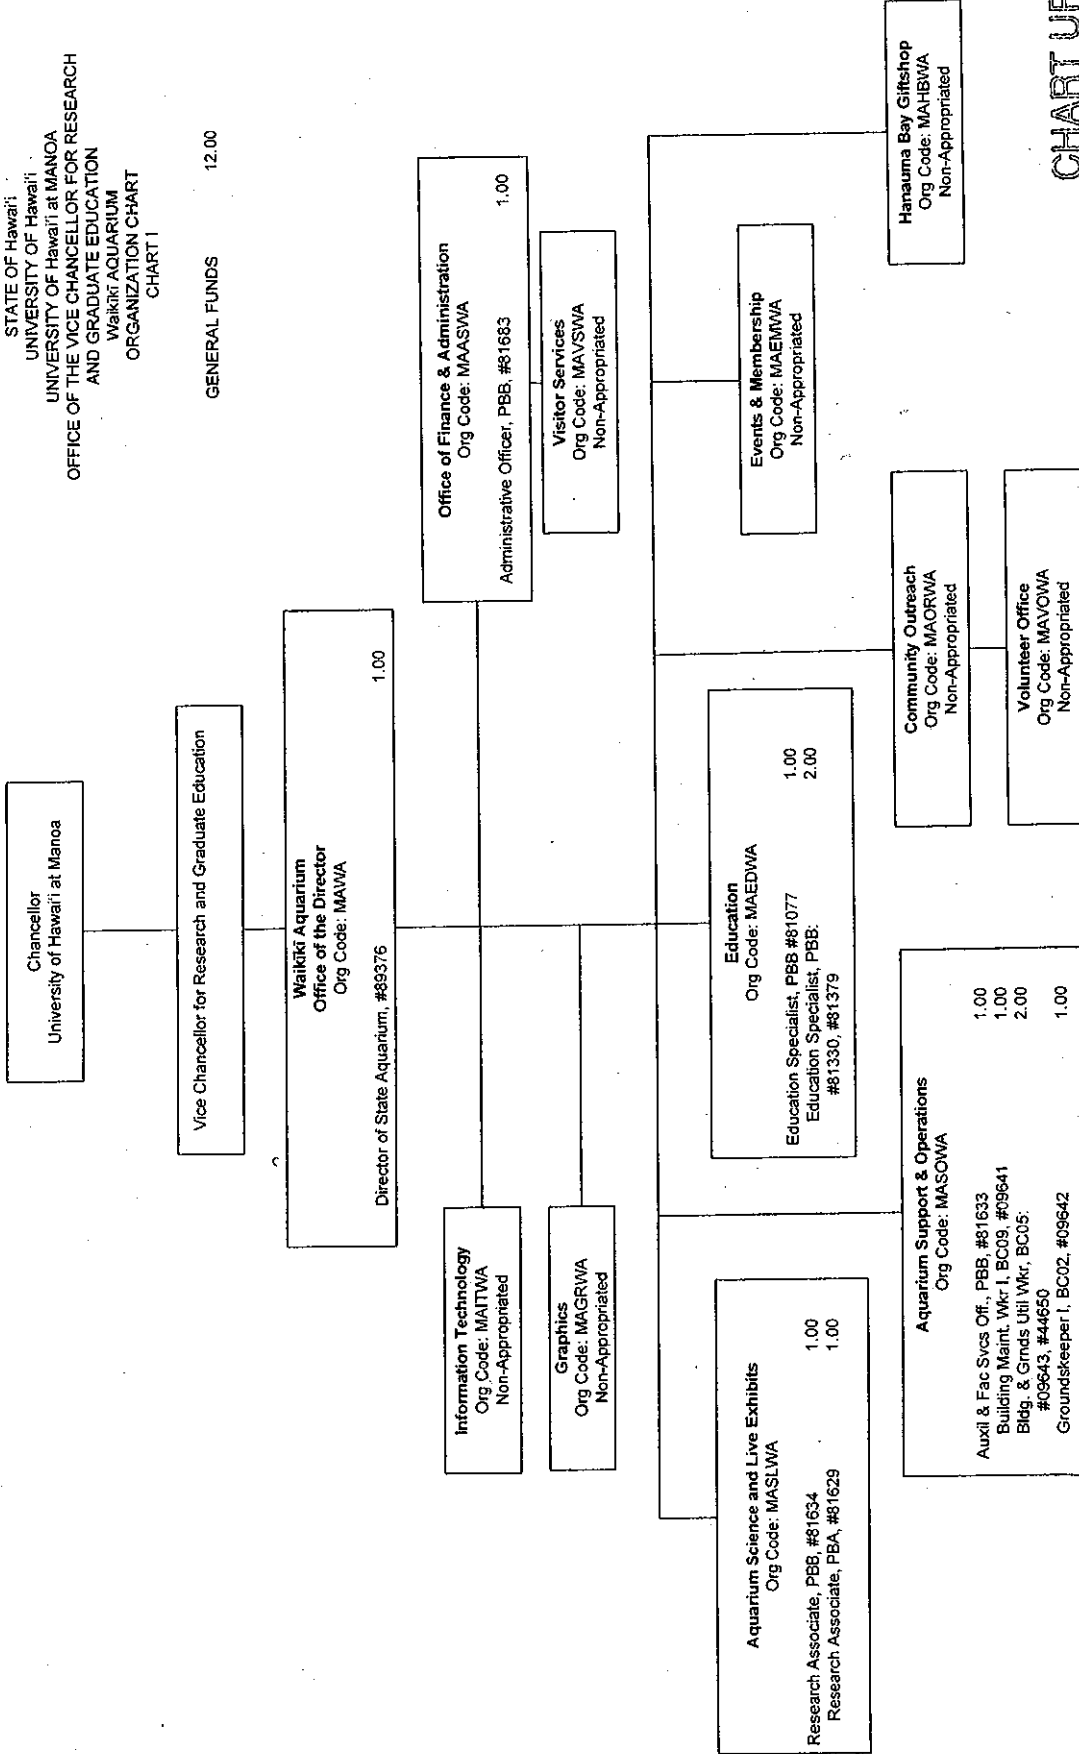 STATE OF Hawai'i
UNIVERSITY OF Hawai'i
UNIVERSITY OF Hawai'i at MANOA
OFFICE OF THE VICE CHANCELLOR FOR RESEARCH
AND GRADUATE EDUCATION
Waikiki AQUARIUM
ORGANIZATION CHART
CHART I
GENERAL FUNDS 12.00
Chancellor
University of Hawai'i at Manoa
Vice Chancellor for Research and Graduate Education
Waikiki Aquarium
Office of the Director
Org Code: MAWA
Director of State Aquarium, #89376 1.00
Information Technology
Org Code: MAITWA
Non-Appropriated
Graphics
Org Code: MAGRWA
Non-Appropriated
Office of Finance & Administration
Org Code: MAASWA
Administrative Officer, PBB, #81683 1.00
Visitor Services
Org Code: MAVSWA
Non-Appropriated
Aquarium Science and Live Exhibits
Org Code: MASLWA
Research Associate, PBB, #81634 1.00
Research Associate, PBA, #81629 1.00
Aquarium Support & Operations
Org Code: MASOWA
Auxil & Fac Svcs Off., PBB, #81633 1.00
Building Maint. Wkr I, BC09, #09641 1.00
Bldg. & Grnds Util Wkr, BC05: 2.00
#09643, #44650
Groundskeeper I, BC02, #09642 1.00
Education
Org Code: MAEDWA
Education Specialist, PBB #81077 1.00
Education Specialist, PBB: 2.00
#81330, #81379
Community Outreach
Org Code: MAORWA
Non-Appropriated
Volunteer Office
Org Code: MAVOWA
Non-Appropriated
Events & Membership
Org Code: MAEMWA
Non-Appropriated
Hanauma Bay Giftshop
Org Code: MAHBWA
Non-Appropriated
CHART UP